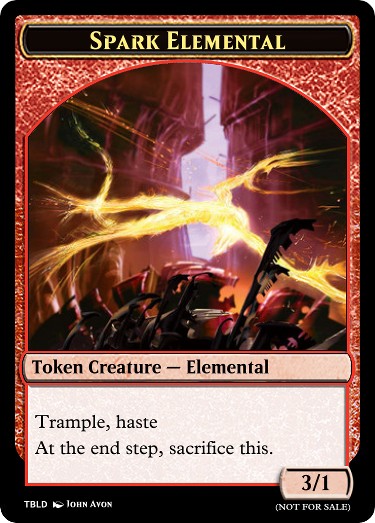 Spark Elemental
Token Creature — Elemental
Trample, haste
At the end step, sacrifice this.
3/1
TBLD John Avon
(NOT FOR SALE)